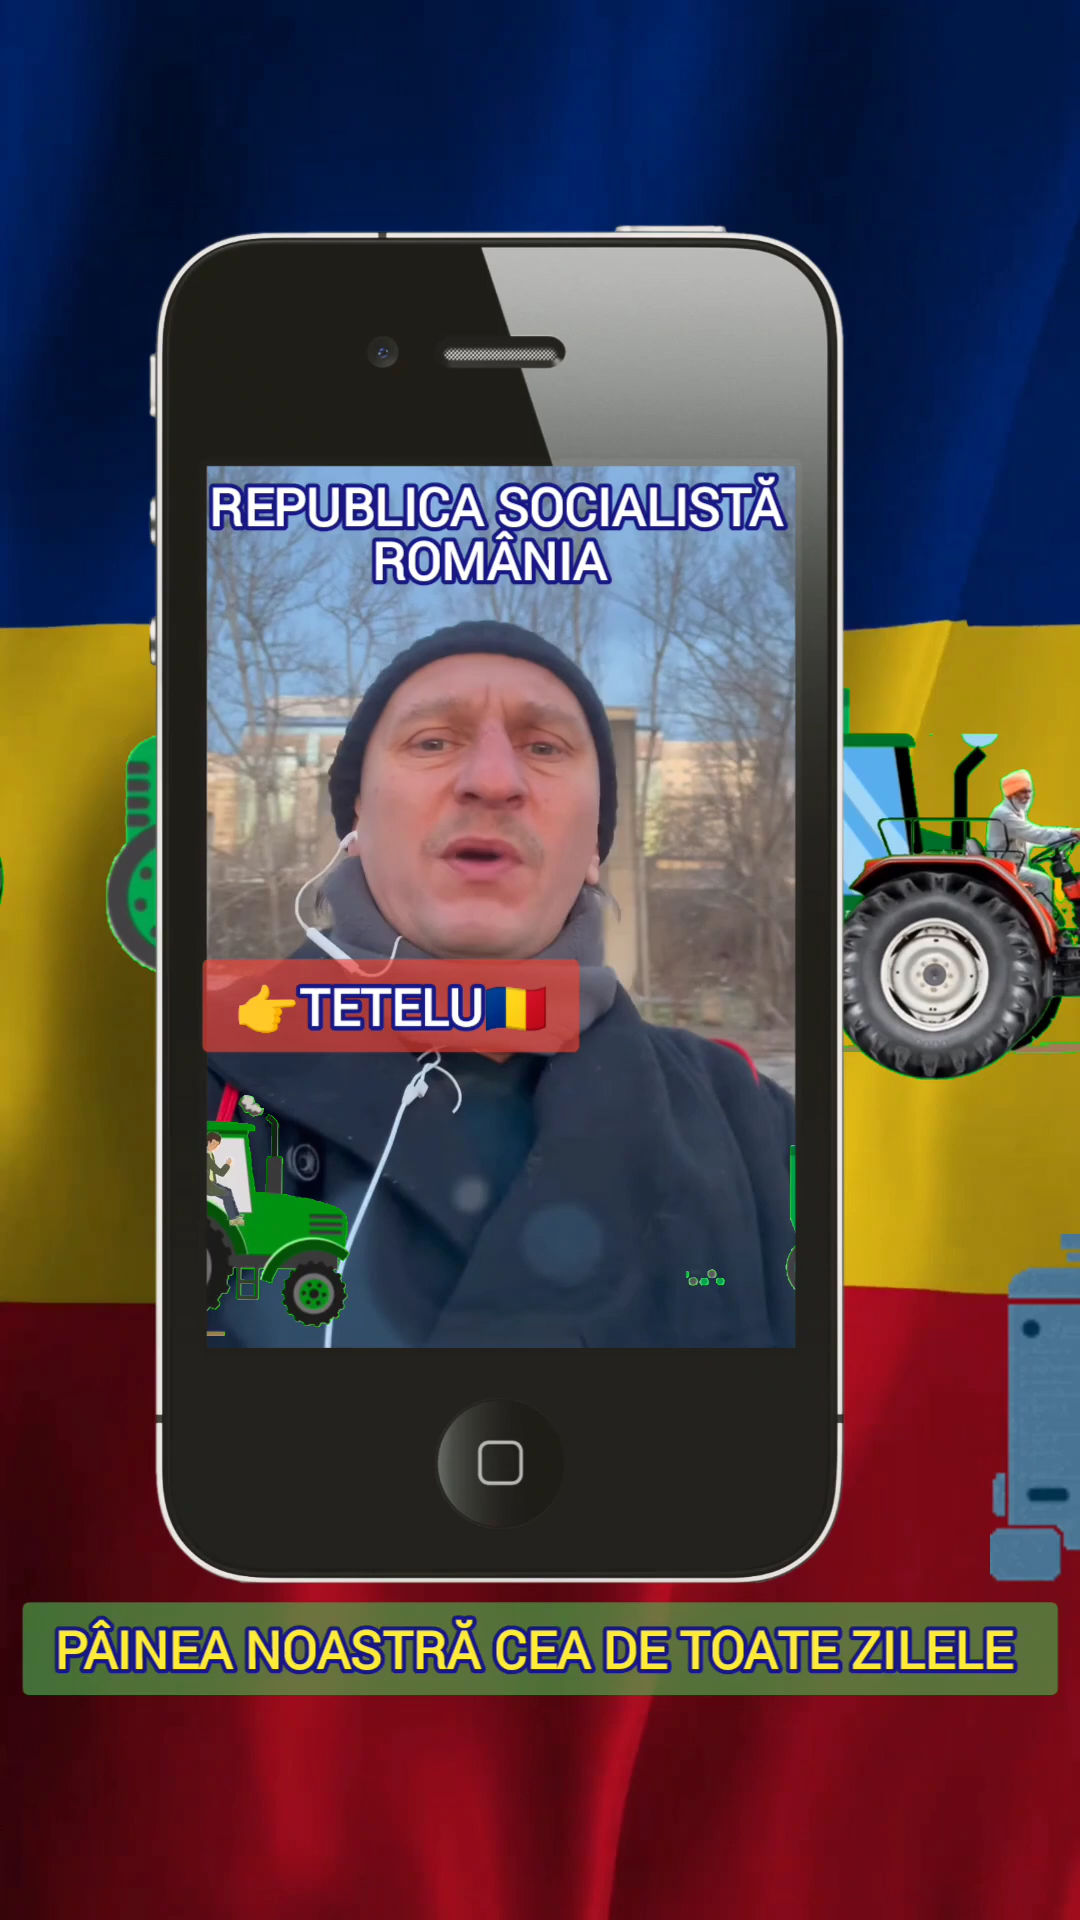 REPUBLICA SOCIALISTĂ
ROMÂNIA
👉TETELU🇷🇴
PÂINEA NOASTRĂ CEA DE TOATE ZILELE